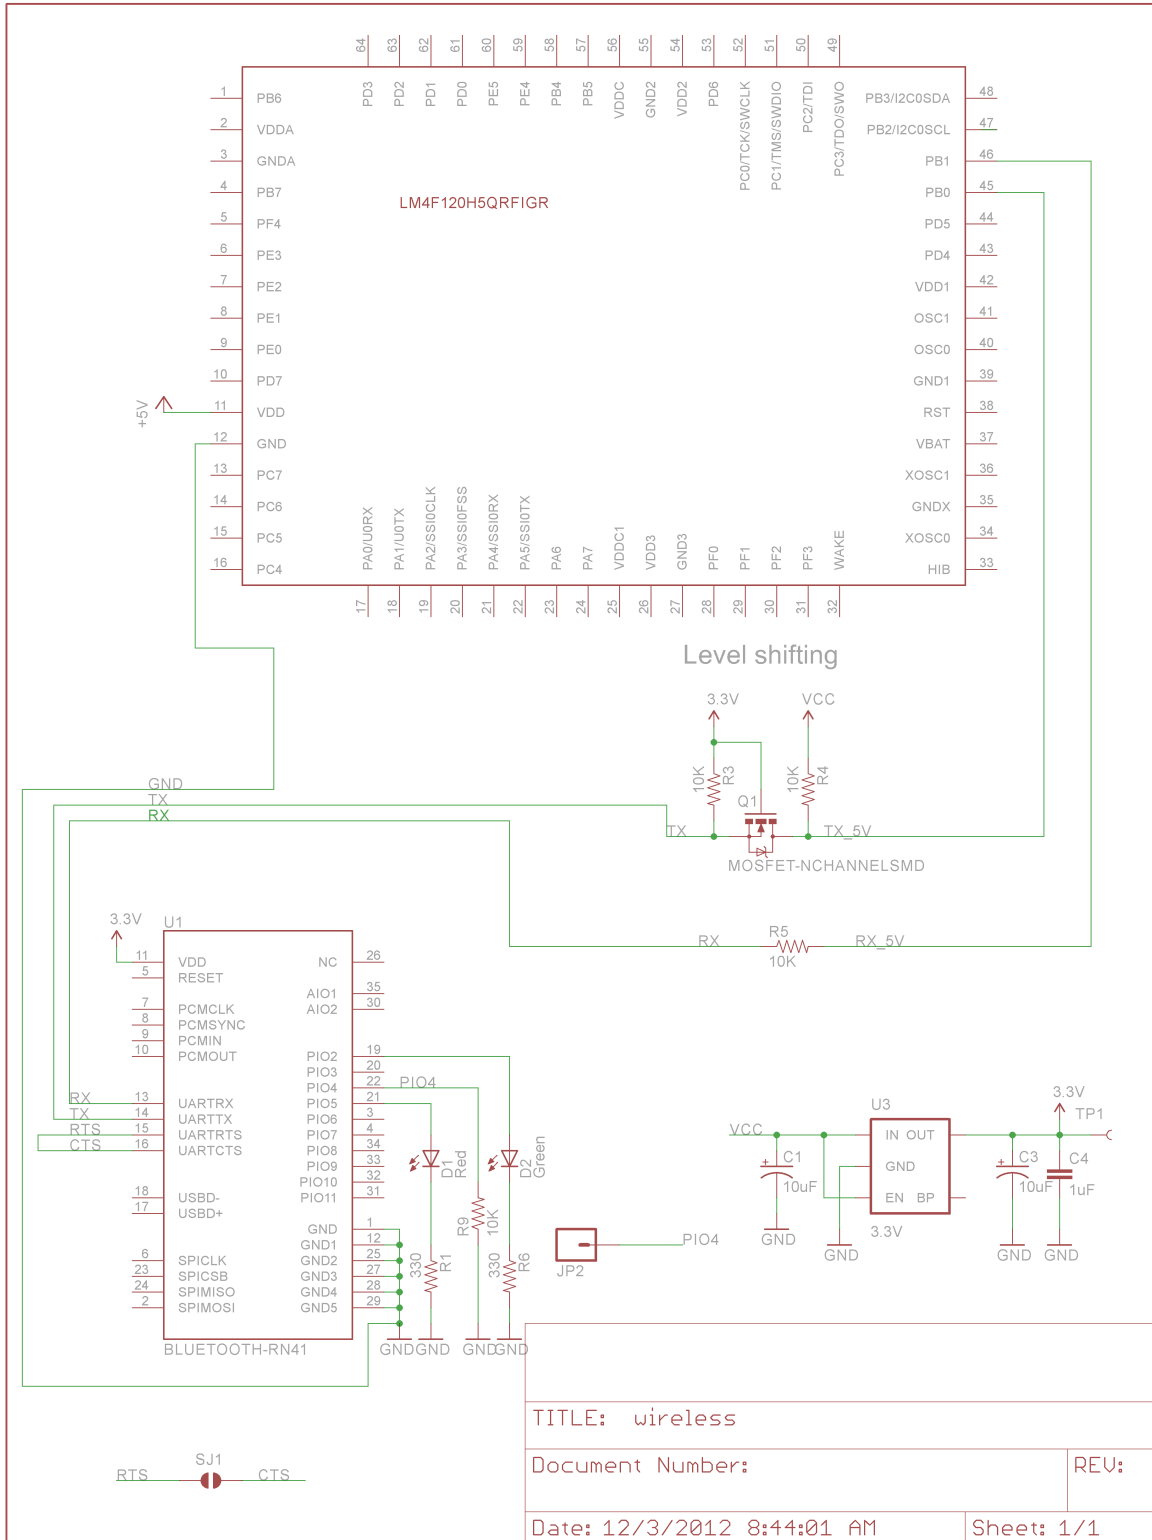 64 63 62 61 60 59 58 57 56 55 54 53 52 51 50 49
PD3 PD2 PD1 PD0 PE5 PE4 PB4 PB5 VDDC GND2 VDD2 PD6 PC0/TCK/SWCLK PC1/TMS/SWDIO PC2/TDI PC3/TDO/SWO
1 PB6 PB3/I2C0SDA 48
2 VDDA PB2/I2C0SCL 47
3 GNDA PB1 46
4 PB7 PB0 45
LM4F120H5QRFIGR
5 PF4 PD5 44
6 PE3 PD4 43
7 PE2 VDD1 42
8 PE1 OSC1 41
9 PE0 OSC0 40
10 PD7 GND1 39
+5V 11 VDD RST 38
12 GND VBAT 37
13 PC7 XOSC1 36
14 PC6 GNDX 35
15 PC5 XOSC0 34
16 PC4 HIB 33
PA0/U0RX PA1/U0TX PA2/SSI0CLK PA3/SSI0FSS PA4/SSI0RX PA5/SSI0TX PA6 PA7 VDDC1 VDD3 GND3 PF0 PF1 PF2 PF3 WAKE
17 18 19 20 21 22 23 24 25 26 27 28 29 30 31 32
Level shifting
3.3V VCC
10K R3 10K R4
GND
TX
RX
Q1
TX TX_5V
MOSFET-NCHANNELSMD
R5
RX RX_5V
10K
3.3V U1
11 VDD NC 26
5 RESET
AIO1 35
7 PCMCLK AIO2 30
8 PCMSYNC
9 PCMIN
10 PCMOUT PIO2 19
PIO3 20
PIO4 22 PIO4
RX 13 UARTRX PIO5 21
TX 14 UARTTX PIO6 3
RTS 15 UARTRTS PIO7 4
CTS 16 UARTCTS PIO8 34
PIO9 33
PIO10 32
18 USBD- PIO11 31
17 USBD+
GND 1
GND1 12
6 SPICLK GND2 25
23 SPICSB GND3 27
24 SPIMISO GND4 28
2 SPIMOSI GND5 29
BLUETOOTH-RN41
D1 Red
D2 Green
R9 10K
330 R1
330 R6
GND GND GND GND
JP2 PIO4
U3
3.3V TP1
VCC IN OUT
GND
EN BP
3.3V
C1 10uF
C3 10uF
C4 1uF
GND GND GND GND
SJ1
RTS CTS
TITLE: wireless
Document Number: REV:
Date: 12/3/2012 8:44:01 AM Sheet: 1/1